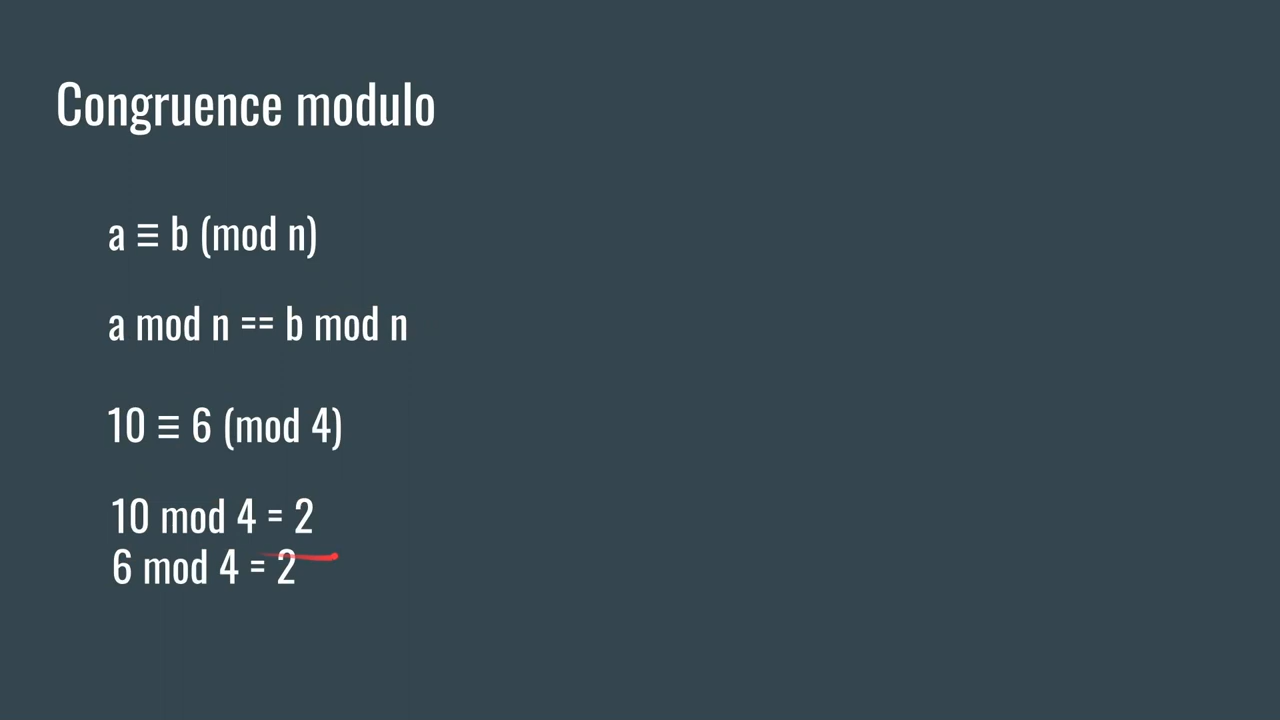 Congruence modulo
a ≡ b (mod n)
a mod n == b mod n
10 ≡ 6 (mod 4)
10 mod 4 = 2
6 mod 4 = 2